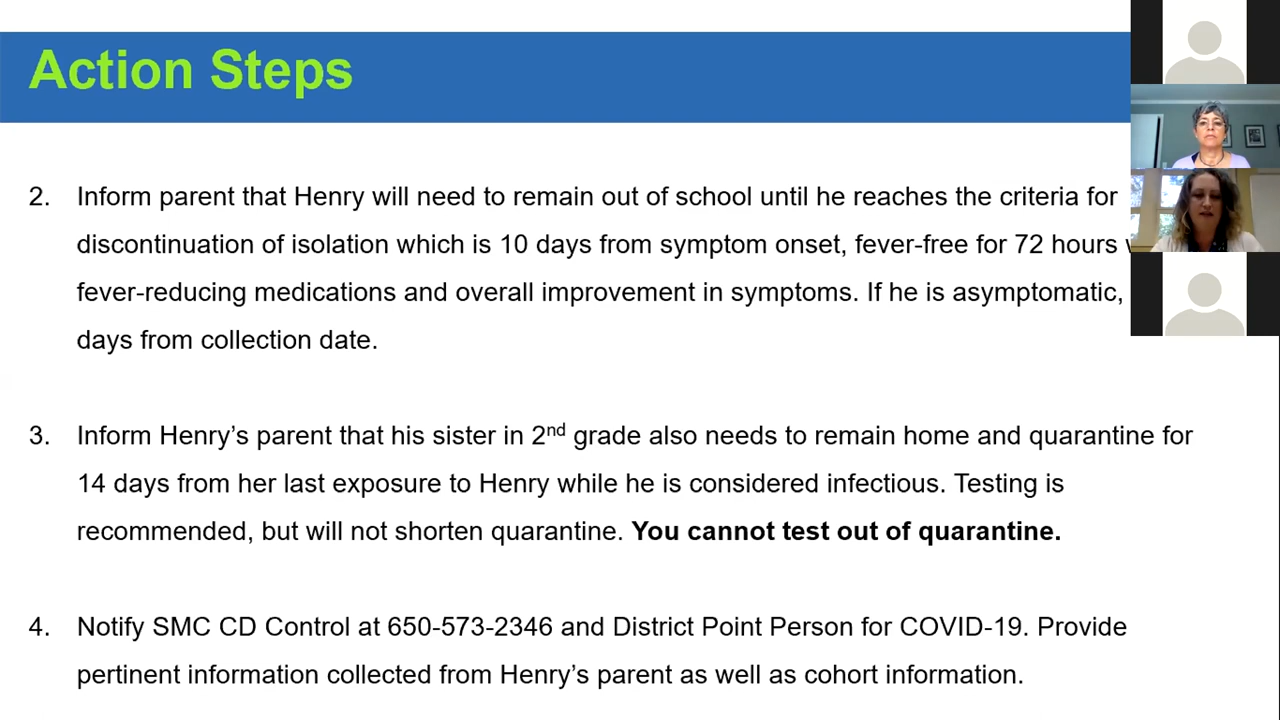 Action Steps
2. Inform parent that Henry will need to remain out of school until he reaches the criteria for
discontinuation of isolation which is 10 days from symptom onset, fever-free for 72 hours
fever-reducing medications and overall improvement in symptoms. If he is asymptomatic,
days from collection date.
3. Inform Henry’s parent that his sister in 2nd grade also needs to remain home and quarantine for
14 days from her last exposure to Henry while he is considered infectious. Testing is
recommended, but will not shorten quarantine. You cannot test out of quarantine.
4. Notify SMC CD Control at 650-573-2346 and District Point Person for COVID-19. Provide
pertinent information collected from Henry’s parent as well as cohort information.